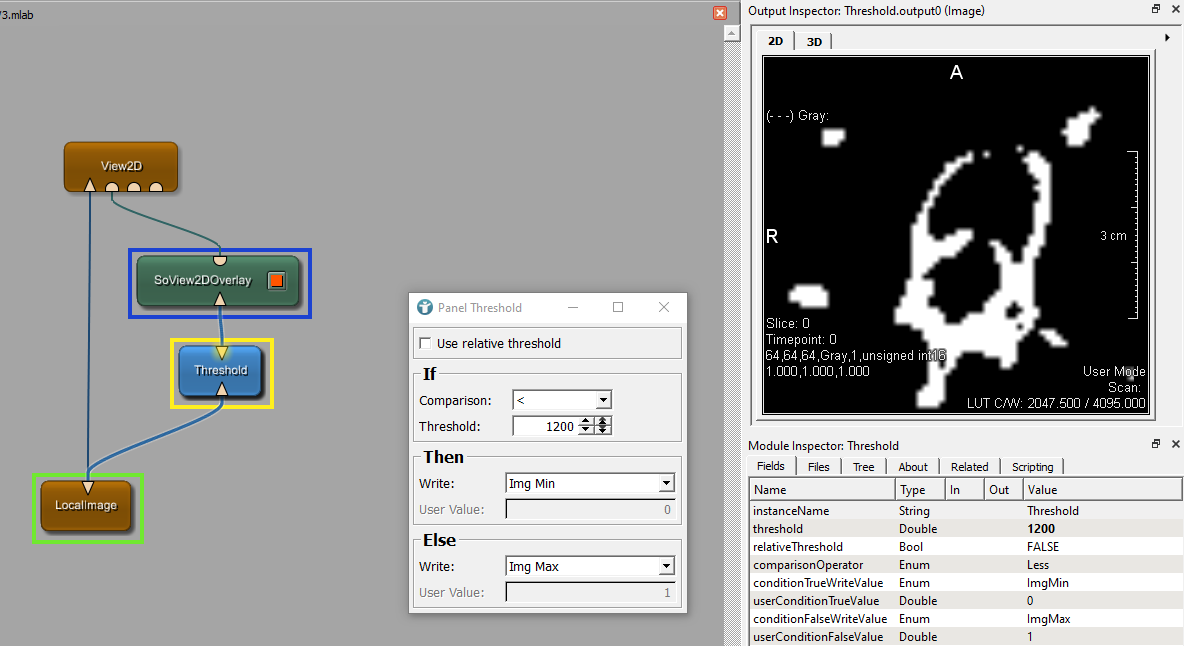 /3.mlab
View2D
SoView2DOverlay
Threshold
LocalImage
Panel Threshold
Use relative threshold
If
Comparison: <
Threshold: 1200
Then
Write: Img Min
User Value: 0
Else
Write: Img Max
User Value: 1
Output Inspector: Threshold.output0 (Image)
2D 3D
A
(- - -) Gray:
R
3 cm
Slice: 0
Timepoint: 0
64,64,64,Gray,1,unsigned int16
1.000,1.000,1.000
User Mode
Scan:
LUT C/W: 2047.500 / 4095.000
Module Inspector: Threshold
Fields Files Tree About Related Scripting
Name Type In Out Value
instanceName String Threshold
threshold Double 1200
relativeThreshold Bool FALSE
comparisonOperator Enum Less
conditionTrueWriteValue Enum ImgMin
userConditionTrueValue Double 0
conditionFalseWriteValue Enum ImgMax
userConditionFalseValue Double 1